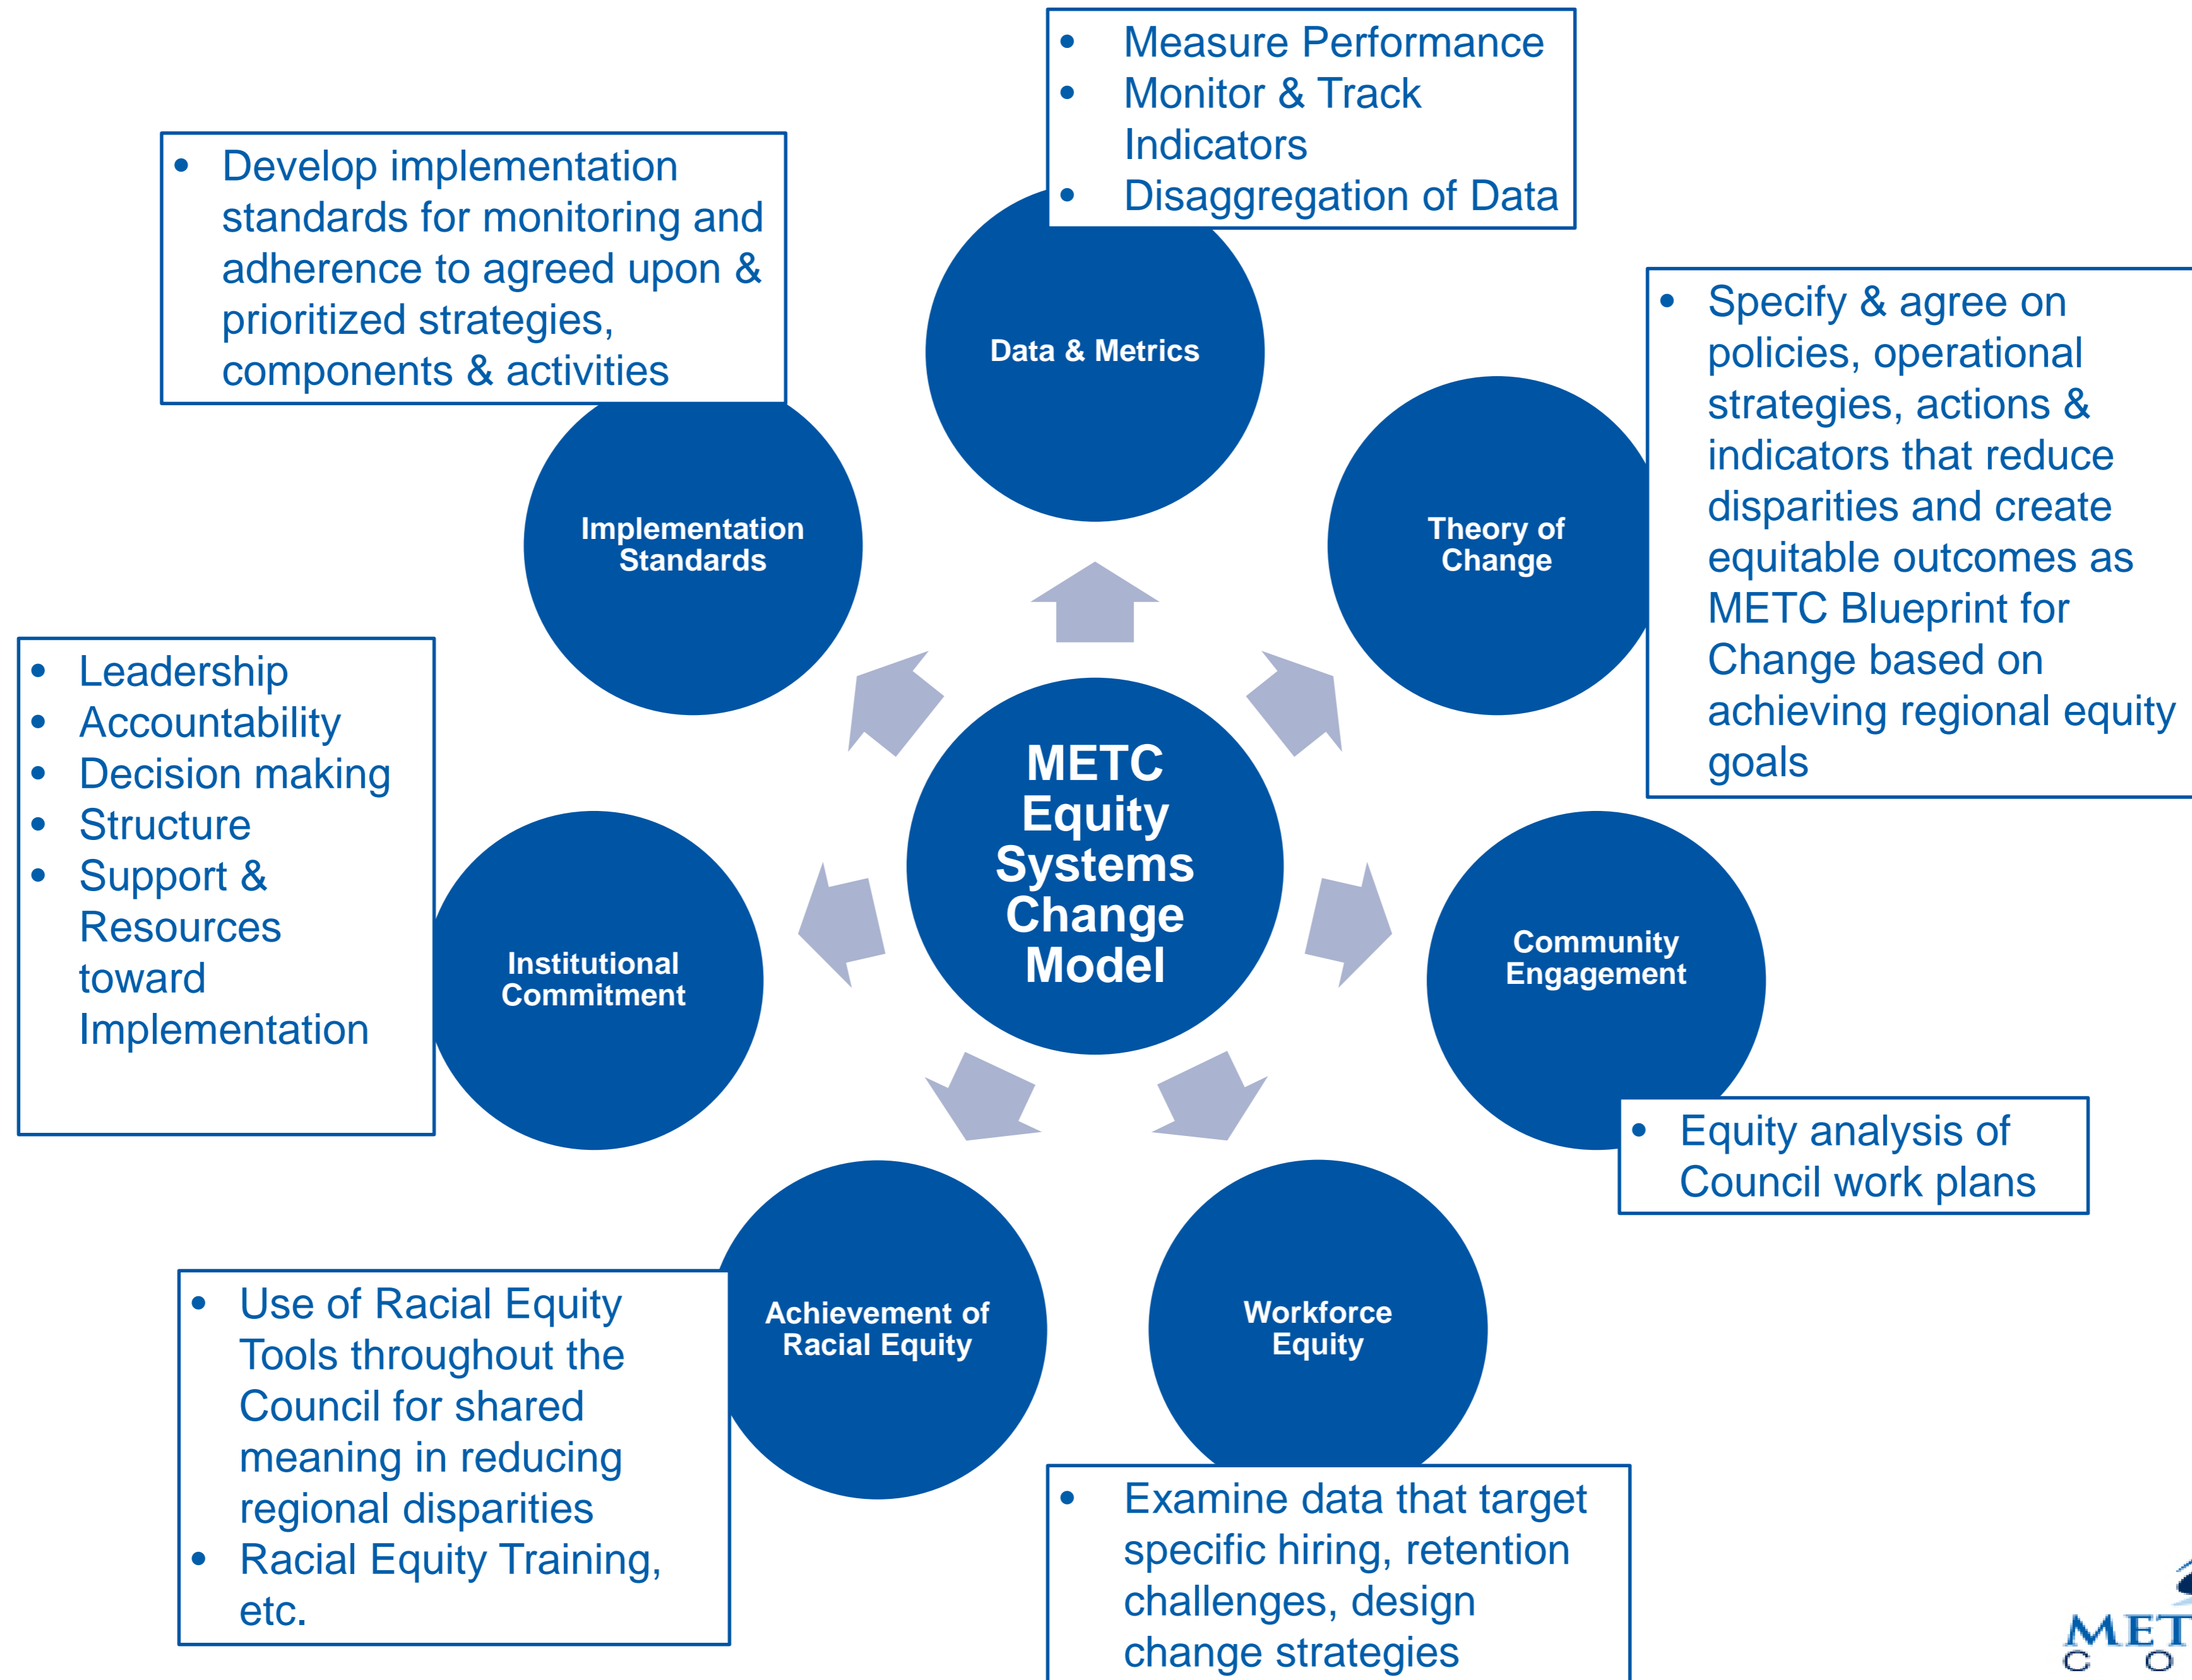 • Measure Performance
• Monitor & Track
Indicators
• Disaggregation of Data
• Develop implementation
standards for monitoring and
adherence to agreed upon &
prioritized strategies,
components & activities
Data & Metrics
• Specify & agree on
policies, operational
strategies, actions &
indicators that reduce
disparities and create
equitable outcomes as
METC Blueprint for
Change based on
achieving regional equity
goals
Implementation
Standards
Theory of
Change
• Leadership
• Accountability
• Decision making
• Structure
• Support &
Resources
toward
Implementation
METC
Equity
Systems
Change
Model
Institutional
Commitment
Community
Engagement
• Equity analysis of
Council work plans
• Use of Racial Equity
Tools throughout the
Council for shared
meaning in reducing
regional disparities
• Racial Equity Training,
etc.
Achievement of
Racial Equity
Workforce
Equity
• Examine data that target
specific hiring, retention
challenges, design
change strategies